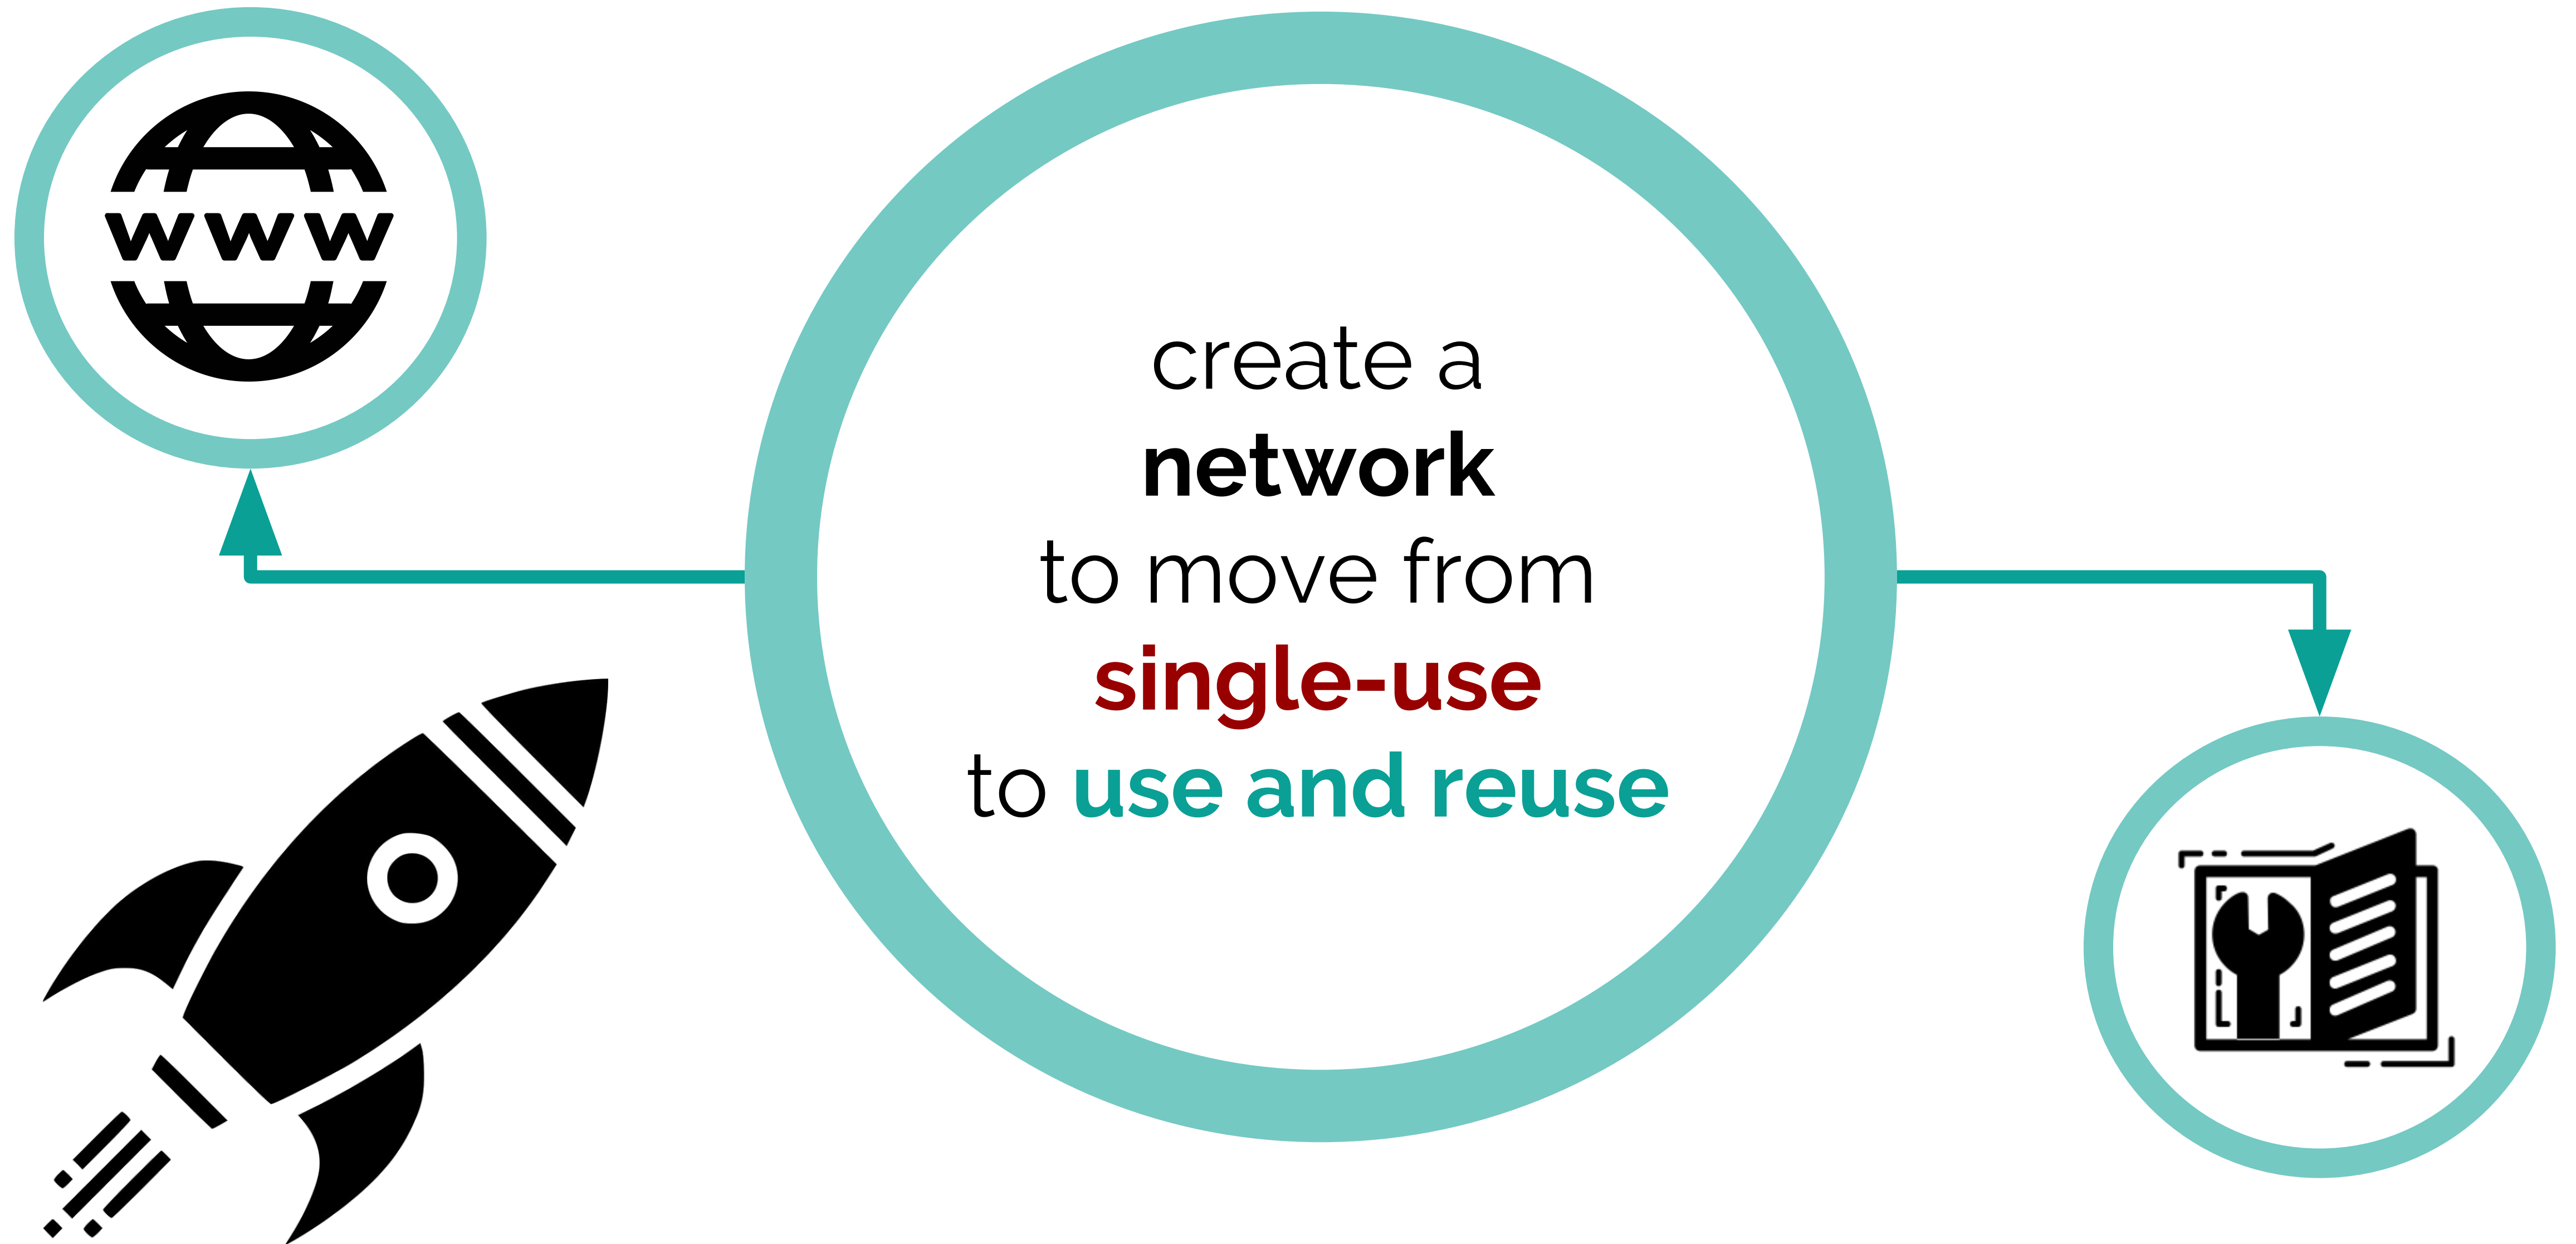 www
create a
network
to move from
single-use
to use and reuse